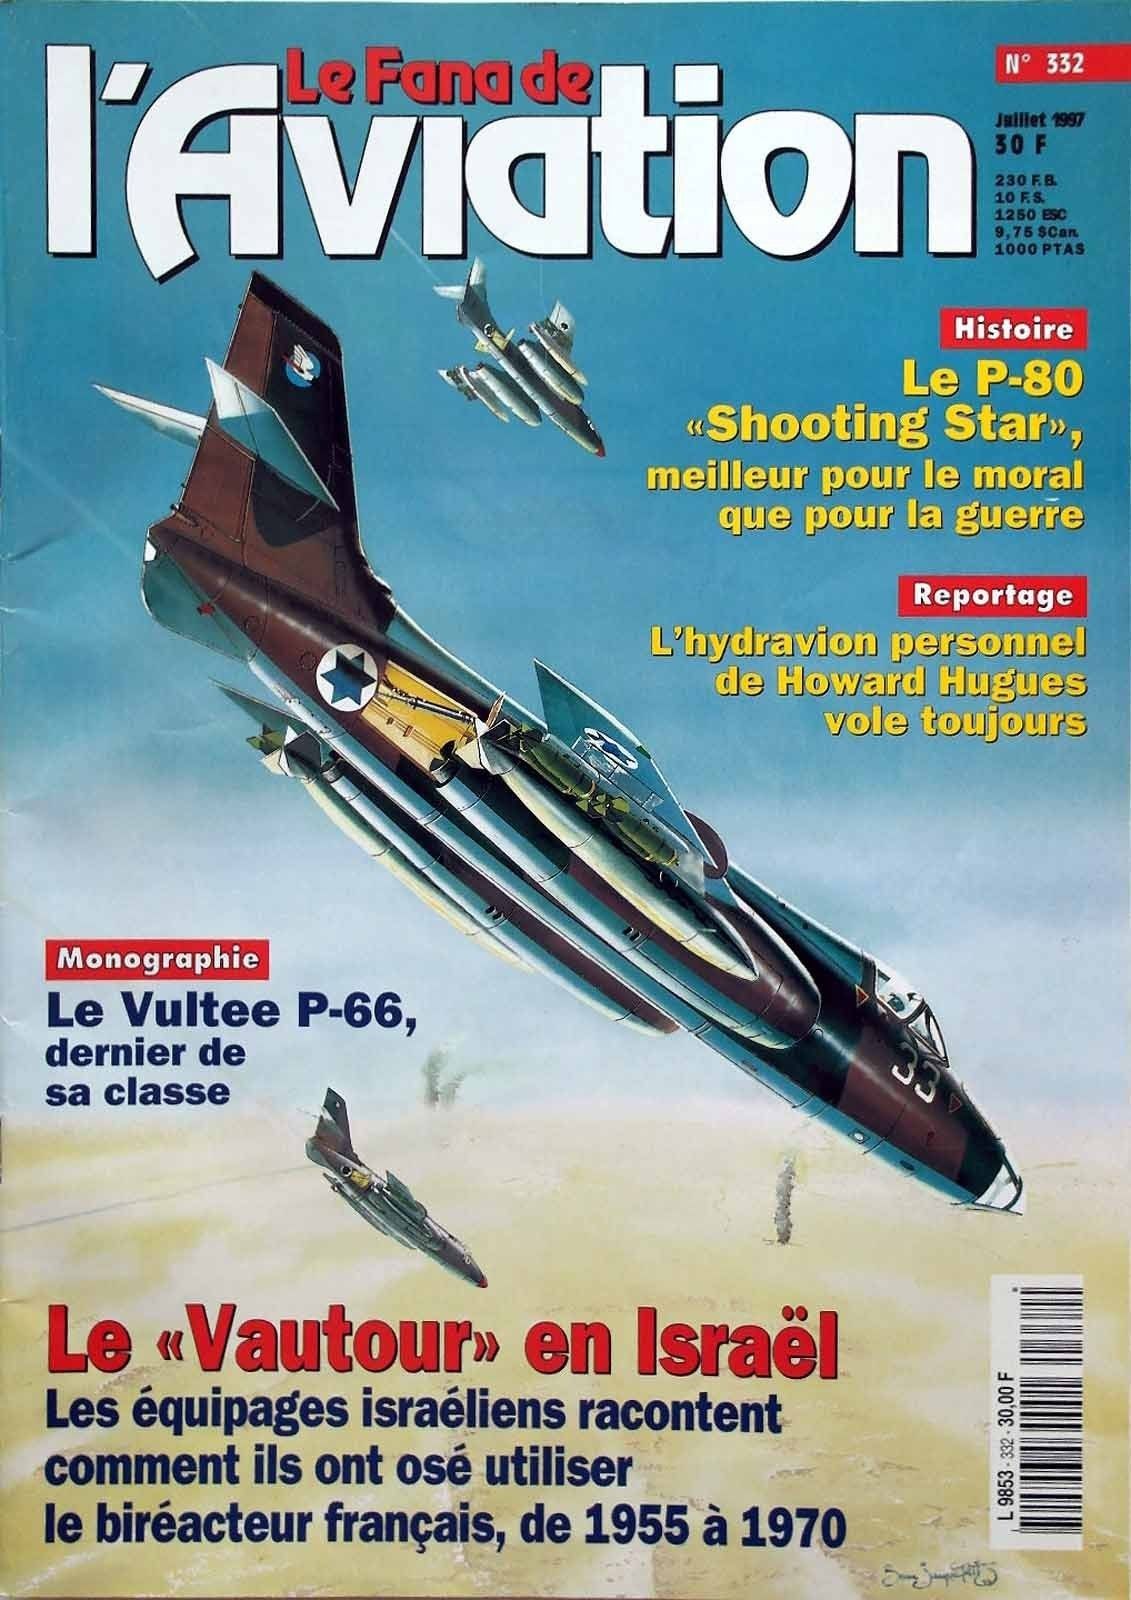 Le Fana de
l'Aviation
N° 332
Juillet 1997
30 F
230 F.B.
10 F.S.
1250 ESC
9,75 $Can.
1000 PTAS
Histoire
Le P-80
«Shooting Star»,
meilleur pour le moral
que pour la guerre
Reportage
L'hydravion personnel
de Howard Hugues
vole toujours
33
Monographie
Le Vultee P-66,
dernier de
sa classe
Le «Vautour» en Israël
Les équipages israéliens racontent
comment ils ont osé utiliser
le biréacteur français, de 1955 à 1970
L 9853 - 332 - 30,00 F